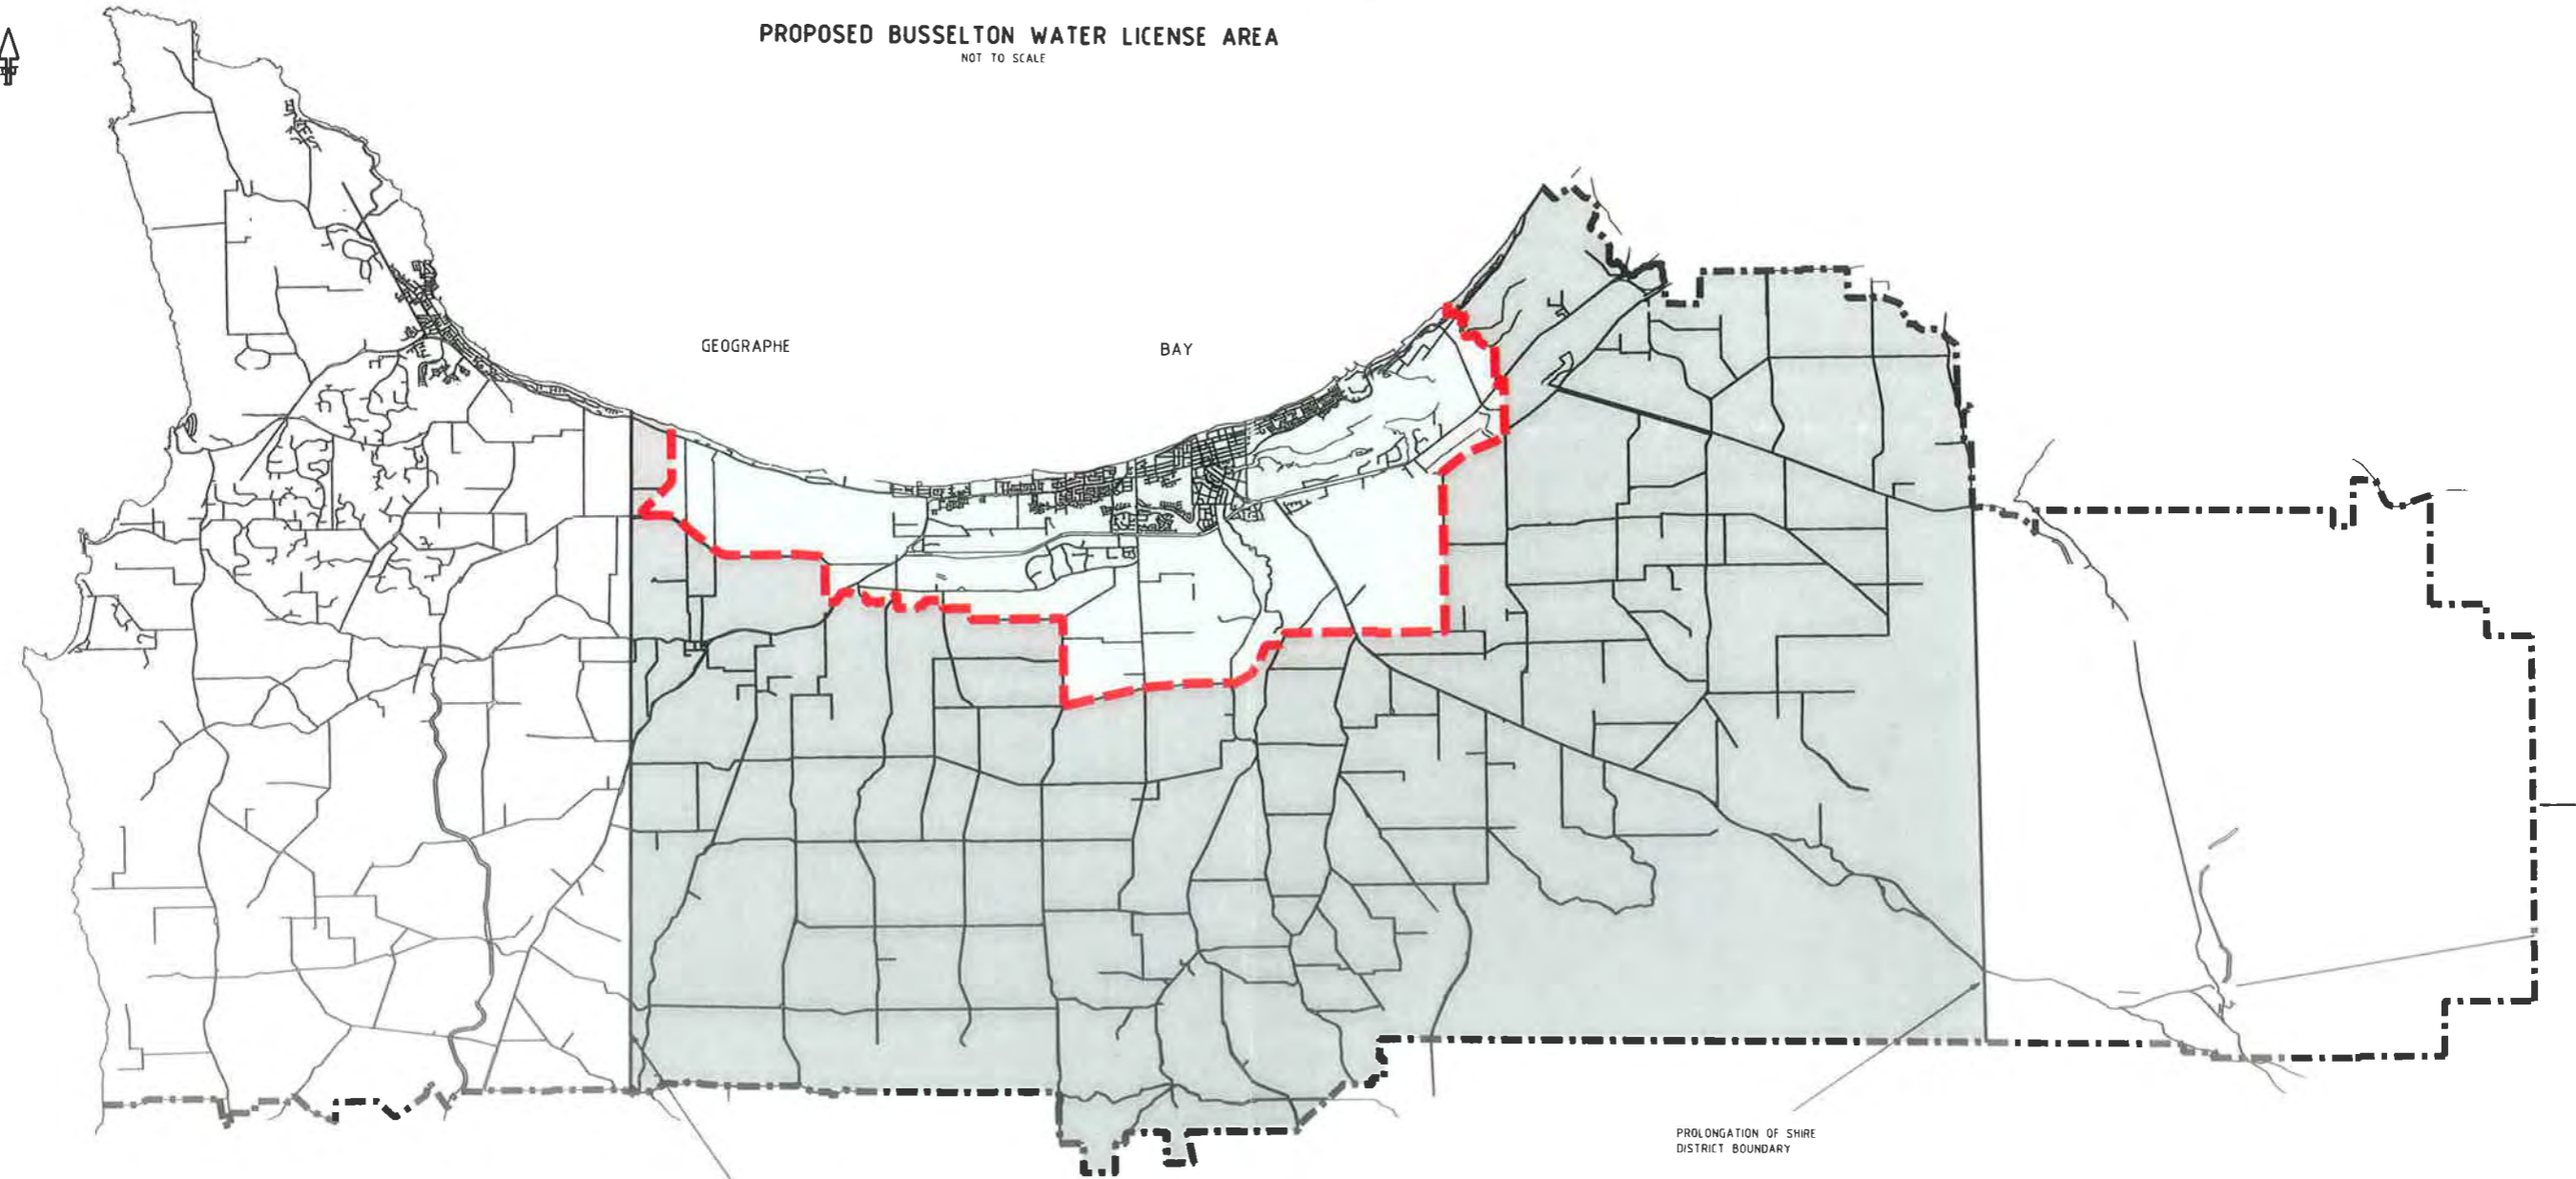 PROPOSED BUSSELTON WATER LICENSE AREA
NOT TO SCALE
GEOGRAPHE BAY
PROLONGATION OF SHIRE
DISTRICT BOUNDARY